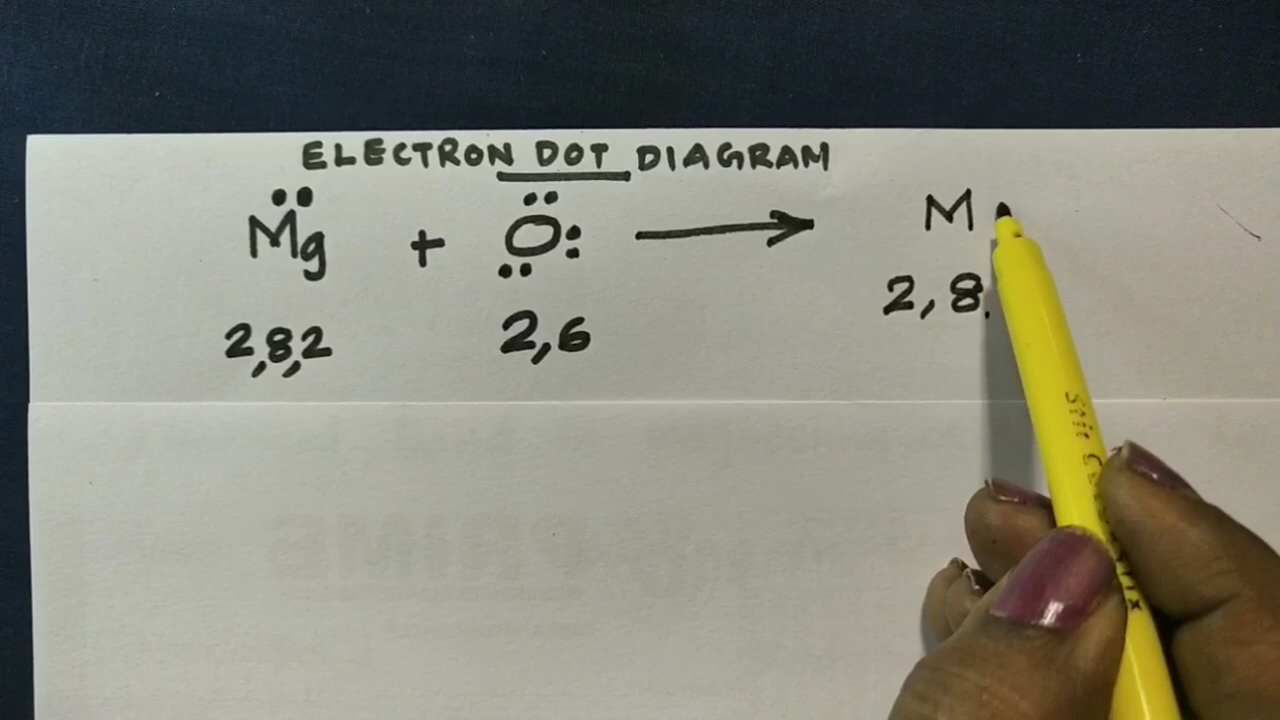 ELECTRON DOT DIAGRAM
Mg + O → M
2,8,2 2,6 2,8